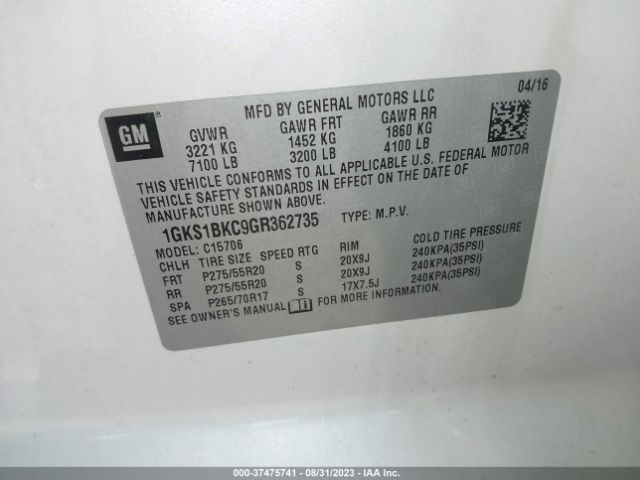 04/16
MFD BY GENERAL MOTORS LLC
GM®
GVWR GAWR FRT GAWR RR
3221 KG 1452 KG 1860 KG
7100 LB 3200 LB 4100 LB
THIS VEHICLE CONFORMS TO ALL APPLICABLE U.S. FEDERAL MOTOR
VEHICLE SAFETY STANDARDS IN EFFECT ON THE DATE OF
MANUFACTURE SHOWN ABOVE.
1GKS1BKC9GR362735 TYPE: M.P.V.
MODEL: C15706
CHLH TIRE SIZE SPEED RTG RIM COLD TIRE PRESSURE
FRT P275/55R20 S 20X9J 240KPA(35PSI)
RR P275/55R20 S 20X9J 240KPA(35PSI)
SPA P265/70R17 S 17X7.5J 240KPA(35PSI)
SEE OWNER'S MANUAL FOR MORE INFORMATION.
000-37475741 - 08/31/2023 - IAA Inc.